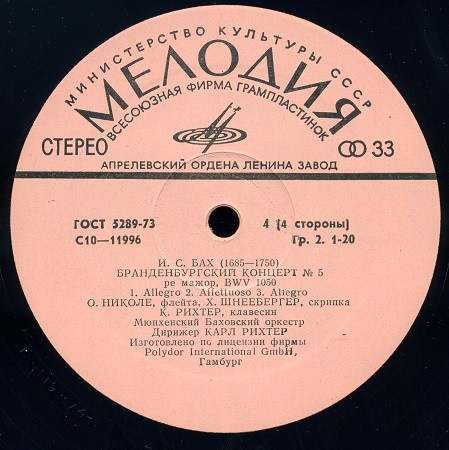 МИНИСТЕРСТВО КУЛЬТУРЫ СССР
МЕЛОДИЯ
ВСЕСОЮЗНАЯ ФИРМА ГРАМПЛАСТИНОК
СТЕРЕО 33
АПРЕЛЕВСКИЙ ОРДЕНА ЛЕНИНА ЗАВОД
ГОСТ 5289-73 4 [4 стороны]
С10—11996 Гр. 2. 1-20
И. С. БАХ (1685—1750)
БРАНДЕНБУРГСКИЙ КОНЦЕРТ № 5
ре мажор, BWV 1050
1. Allegro 2. Affettuoso 3. Allegro
О. НИКОЛЕ, флейта, Х. ШНЕЕБЕРГЕР, скрипка
К. РИХТЕР, клавесин
Мюнхенский Баховский оркестр
Дирижер КАРЛ РИХТЕР
Изготовлено по лицензии фирмы
Polydor International GmbH,
Гамбург